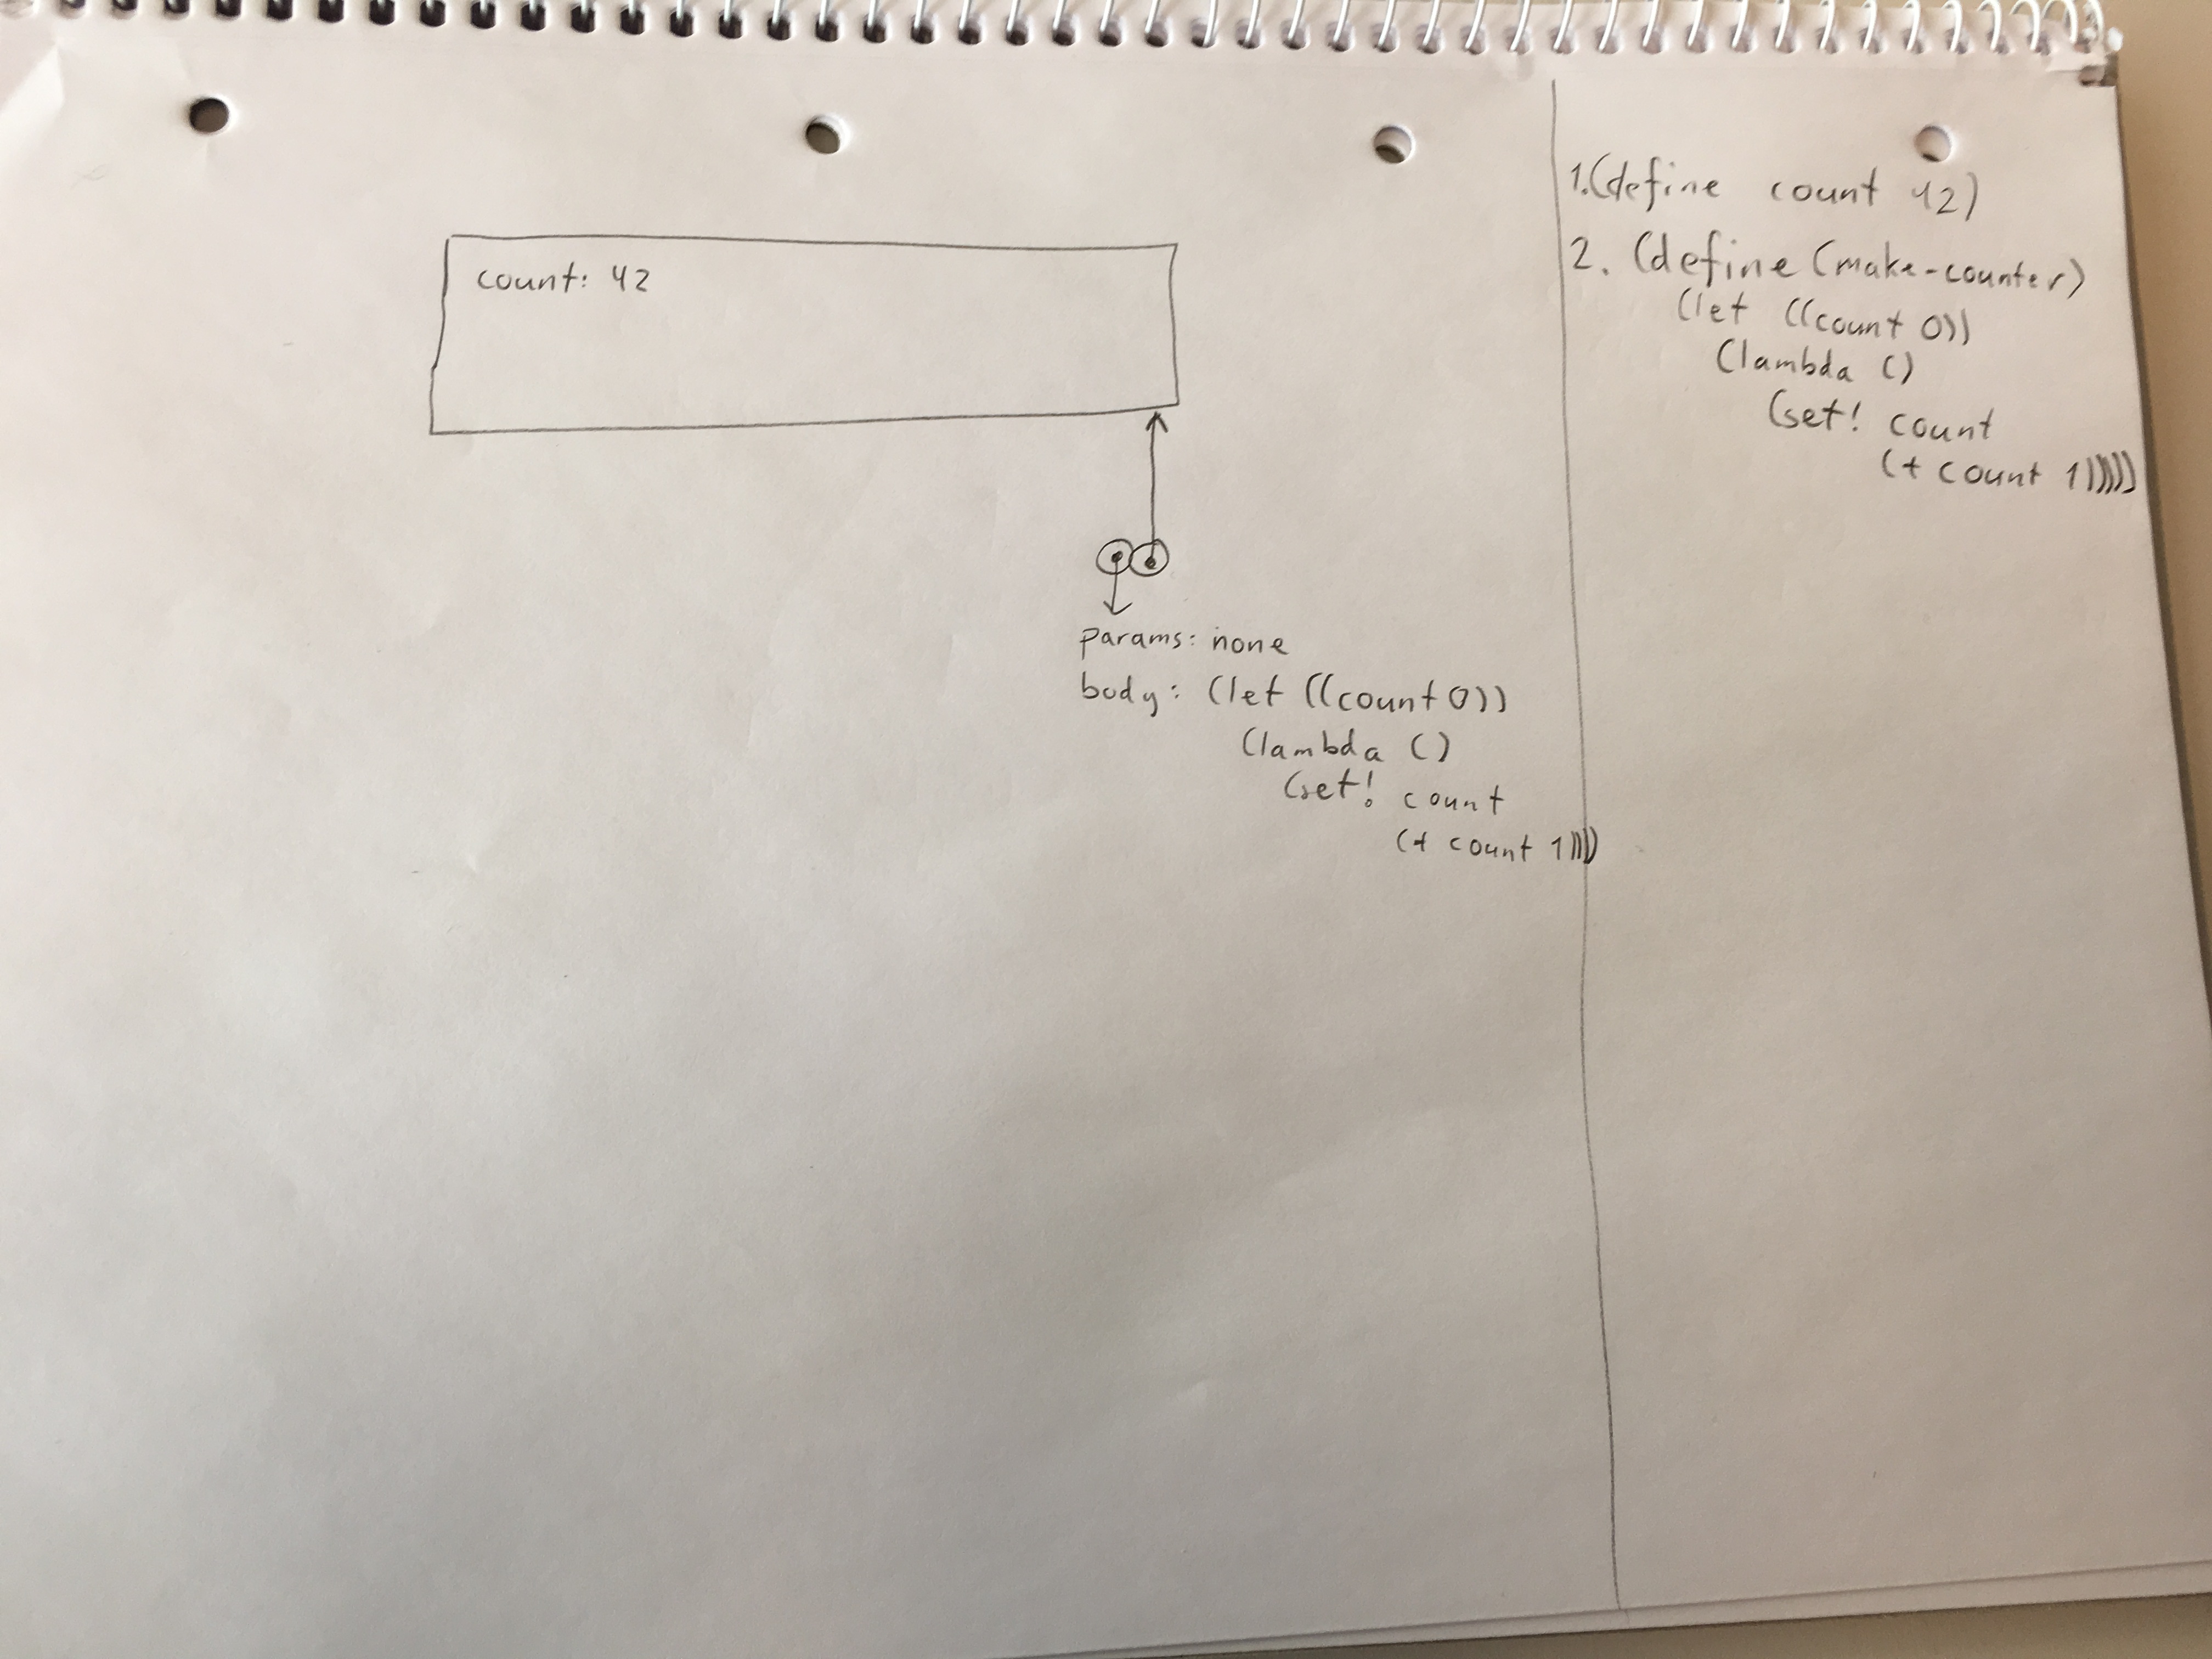 count: 42
params: none
body: (let ((count 0))
(lambda ()
(set! count
(+ count 1))))
1.(define count 42)
2. (define (make-counter)
(let ((count 0))
(lambda ()
(set! count
(+ count 1)))))